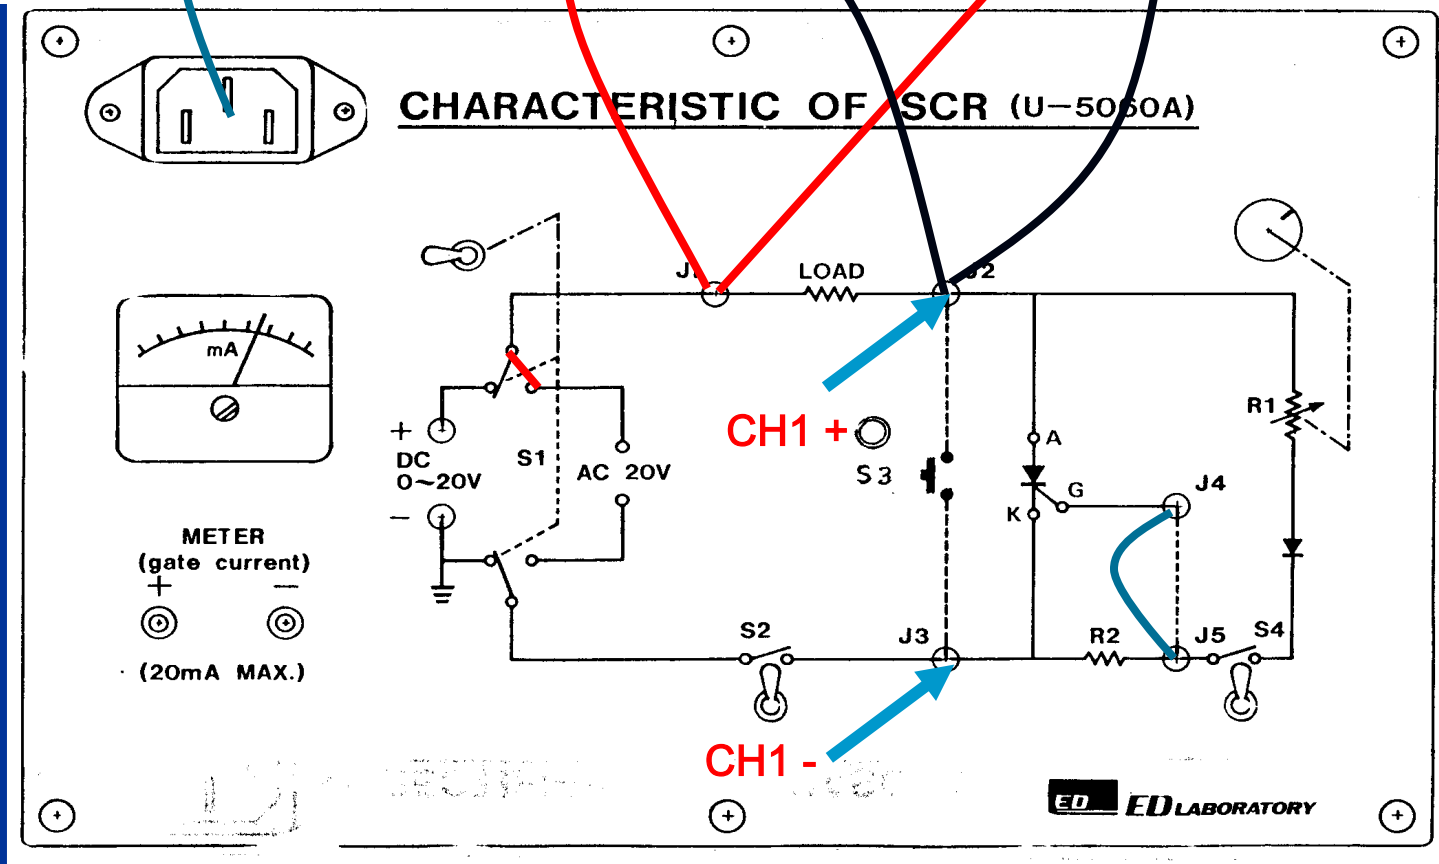 CHARACTERISTIC OF SCR (U-5060A)
J2
LOAD
mA
R1
CH1 +
A
+
DC
0~20V
S1
AC 20V
S3
G
J4
K
−
METER
(gate current)
+ −
(20mA MAX.)
S2
J3
R2
J5
S4
CH1 -
ED ED LABORATORY